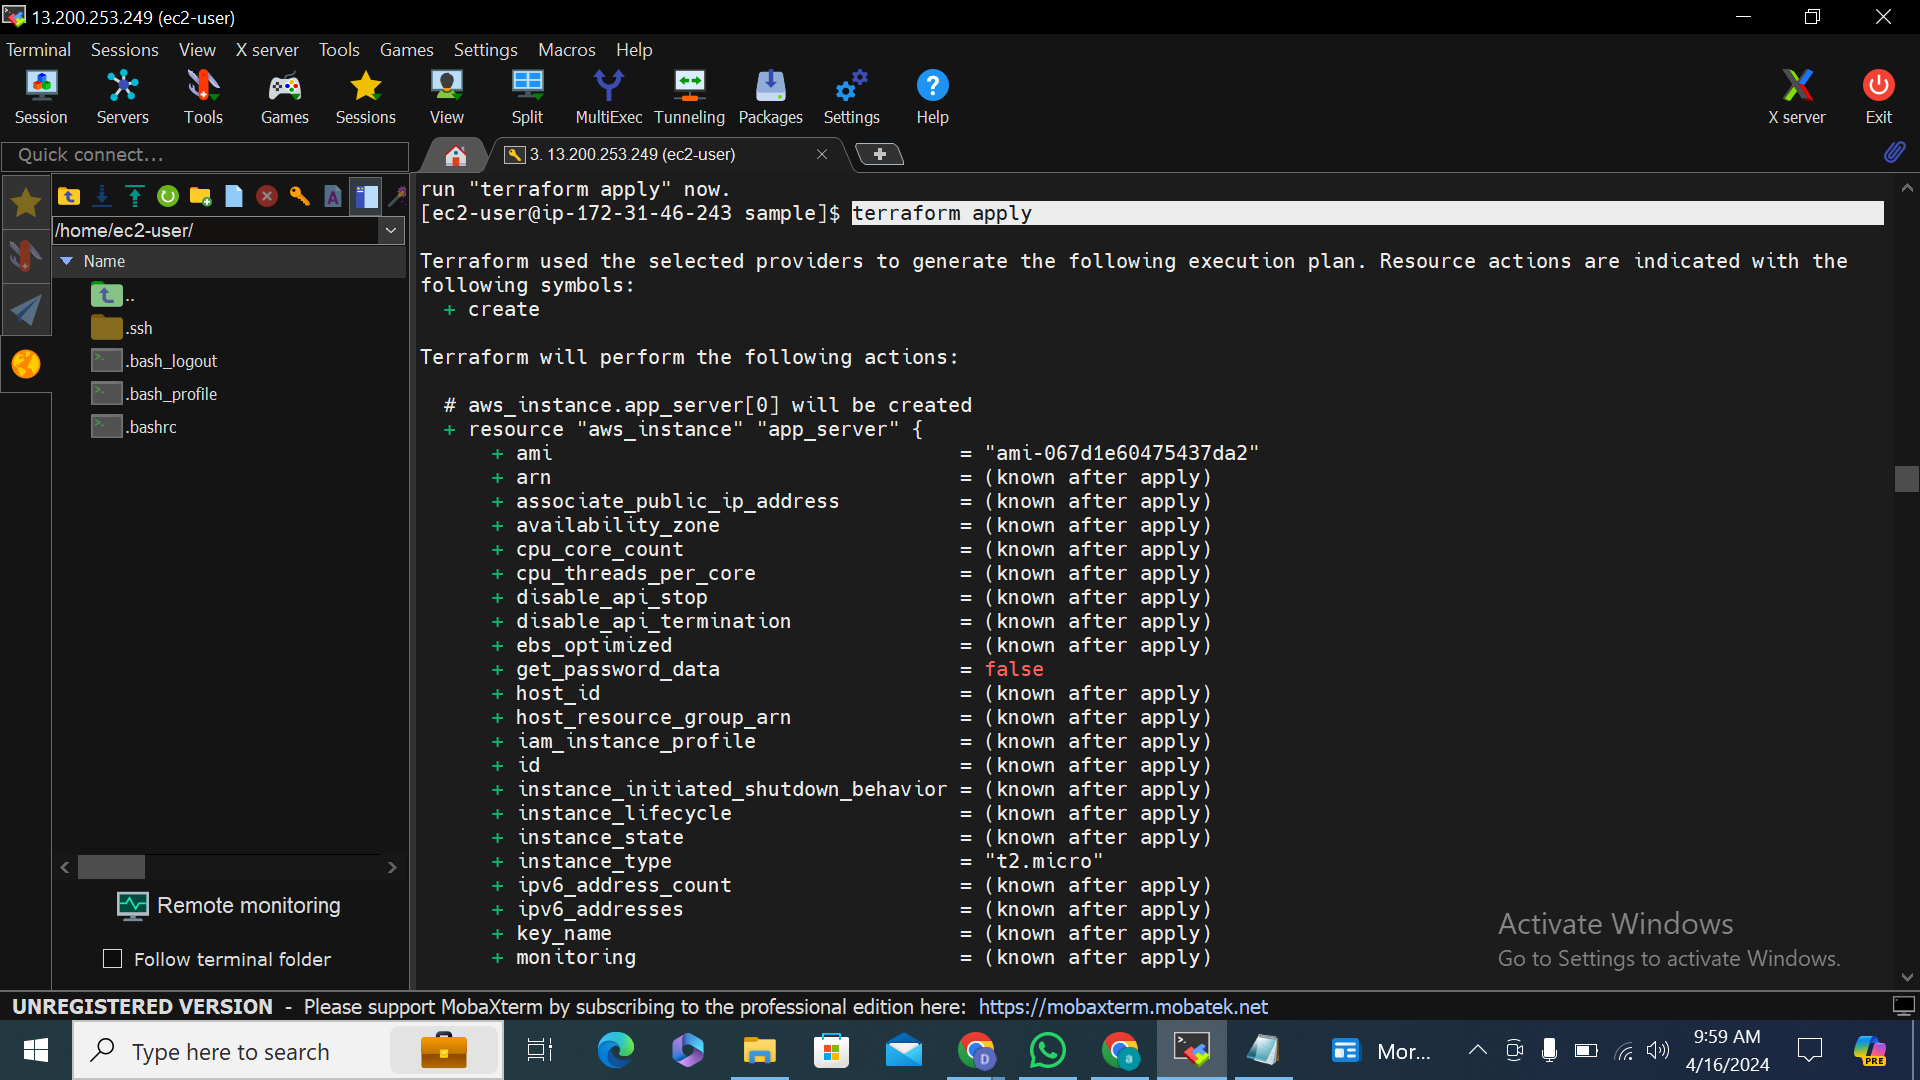 13.200.253.249 (ec2-user)
Terminal Sessions View X server Tools Games Settings Macros Help
Session Servers Tools Games Sessions View Split MultiExec Tunneling Packages Settings Help X server Exit
Quick connect...
3. 13.200.253.249 (ec2-user)
/home/ec2-user/
Name
..
.ssh
.bash_logout
.bash_profile
.bashrc
Remote monitoring
Follow terminal folder
run "terraform apply" now.
[ec2-user@ip-172-31-46-243 sample]$ terraform apply
Terraform used the selected providers to generate the following execution plan. Resource actions are indicated with the
following symbols:
+ create
Terraform will perform the following actions:
# aws_instance.app_server[0] will be created
+ resource "aws_instance" "app_server" {
+ ami = "ami-067d1e60475437da2"
+ arn = (known after apply)
+ associate_public_ip_address = (known after apply)
+ availability_zone = (known after apply)
+ cpu_core_count = (known after apply)
+ cpu_threads_per_core = (known after apply)
+ disable_api_stop = (known after apply)
+ disable_api_termination = (known after apply)
+ ebs_optimized = (known after apply)
+ get_password_data = false
+ host_id = (known after apply)
+ host_resource_group_arn = (known after apply)
+ iam_instance_profile = (known after apply)
+ id = (known after apply)
+ instance_initiated_shutdown_behavior = (known after apply)
+ instance_lifecycle = (known after apply)
+ instance_state = (known after apply)
+ instance_type = "t2.micro"
+ ipv6_address_count = (known after apply)
+ ipv6_addresses = (known after apply)
+ key_name = (known after apply)
+ monitoring = (known after apply)
Activate Windows
Go to Settings to activate Windows.
UNREGISTERED VERSION - Please support MobaXterm by subscribing to the professional edition here: https://mobaxterm.mobatek.net
Type here to search
Mor...
9:59 AM
4/16/2024
PRE